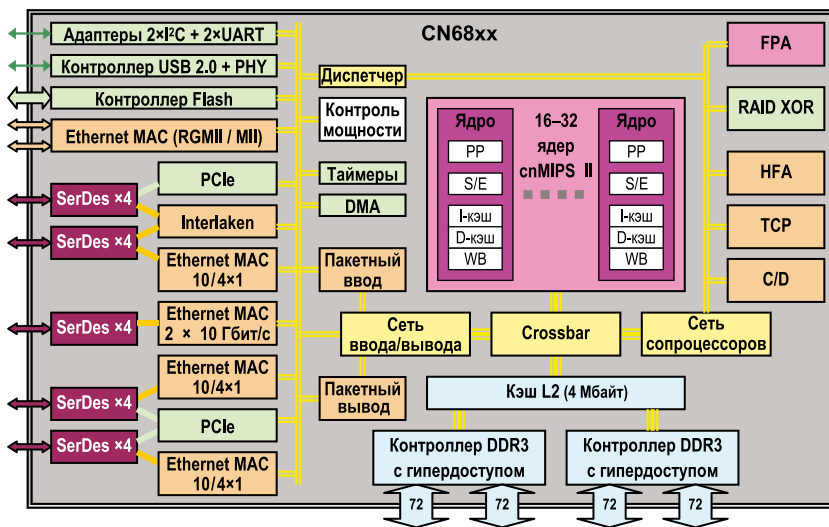 CN68xx
Адаптеры 2×I²C + 2×UART
Контроллер USB 2.0 + PHY
Контроллер Flash
Ethernet MAC (RGMII / MII)
SerDes ×4
PCIe
Interlaken
SerDes ×4
Ethernet MAC
10/4×1
SerDes ×4
Ethernet MAC
2 × 10 Гбит/с
Ethernet MAC
10/4×1
SerDes ×4
PCIe
SerDes ×4
Ethernet MAC
10/4×1
Диспетчер
Контроль
мощности
Таймеры
DMA
Пакетный
ввод
Сеть
ввода/вывода
Пакетный
вывод
Ядро
PP
S/E
I-кэш
D-кэш
WB
16–32
ядер
cnMIPS II
Ядро
PP
S/E
I-кэш
D-кэш
WB
Crossbar
Сеть
сопроцессоров
Кэш L2 (4 Мбайт)
Контроллер DDR3
с гипердоступом
Контроллер DDR3
с гипердоступом
72
72
72
72
FPA
RAID XOR
HFA
TCP
C/D